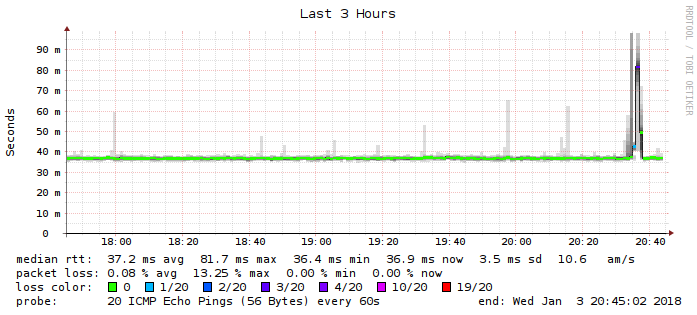 Last 3 Hours
RRDTOOL / TOBI OETIKER
Seconds
90 m
80 m
70 m
60 m
50 m
40 m
30 m
20 m
10 m
0
18:00 18:20 18:40 19:00 19:20 19:40 20:00 20:20 20:40
median rtt: 37.2 ms avg 81.7 ms max 36.4 ms min 36.9 ms now 3.5 ms sd 10.6 am/s
packet loss: 0.08 % avg 13.25 % max 0.00 % min 0.00 % now
loss color: 0 1/20 2/20 3/20 4/20 10/20 19/20
probe: 20 ICMP Echo Pings (56 Bytes) every 60s end: Wed Jan 3 20:45:02 2018